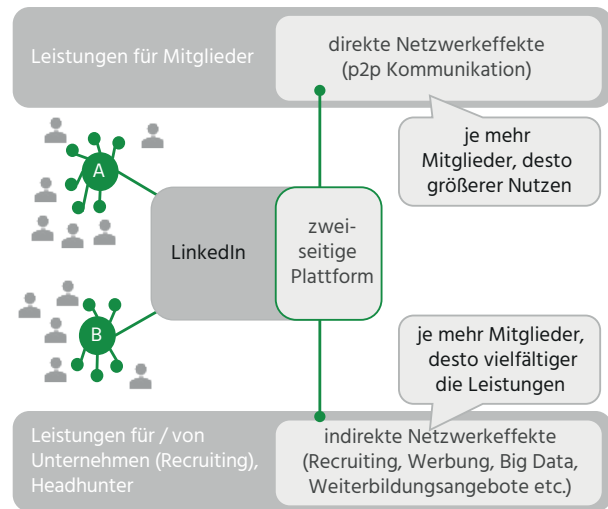 Leistungen für Mitglieder
direkte Netzwerkeffekte
(p2p Kommunikation)
je mehr
Mitglieder, desto
größerer Nutzen
A
LinkedIn
zwei-
seitige
Plattform
B
je mehr Mitglieder,
desto vielfältiger
die Leistungen
Leistungen für / von
Unternehmen (Recruiting),
Headhunter
indirekte Netzwerkeffekte
(Recruiting, Werbung, Big Data,
Weiterbildungsangebote etc.)